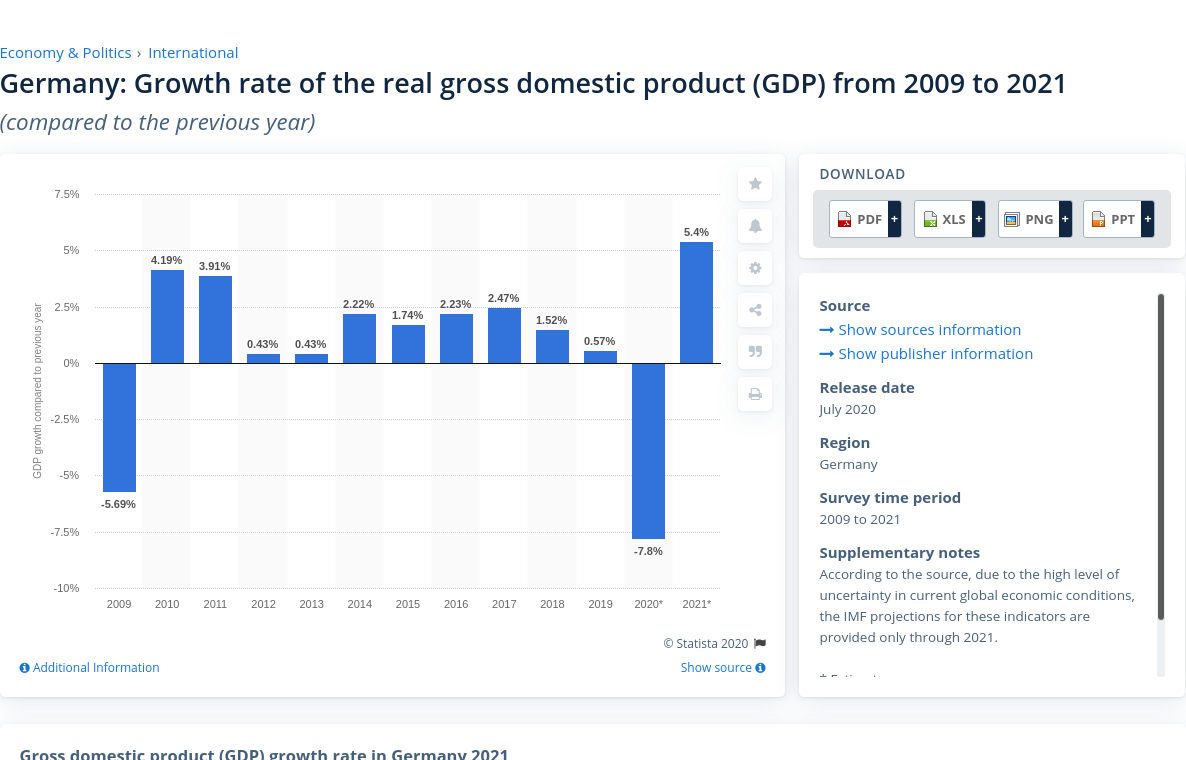 Economy & Politics › International
Germany: Growth rate of the real gross domestic product (GDP) from 2009 to 2021
(compared to the previous year)
GDP growth compared to previous year
7.5%
5%
2.5%
0%
-2.5%
-5%
-7.5%
-10%
-5.69%
4.19%
3.91%
0.43%
0.43%
2.22%
1.74%
2.23%
2.47%
1.52%
0.57%
-7.8%
5.4%
2009 2010 2011 2012 2013 2014 2015 2016 2017 2018 2019 2020* 2021*
© Statista 2020
Additional Information
Show source
DOWNLOAD
PDF + XLS + PNG + PPT +
Source
Show sources information
Show publisher information
Release date
July 2020
Region
Germany
Survey time period
2009 to 2021
Supplementary notes
According to the source, due to the high level of
uncertainty in current global economic conditions,
the IMF projections for these indicators are
provided only through 2021.
Gross domestic product (GDP) growth rate in Germany 2021